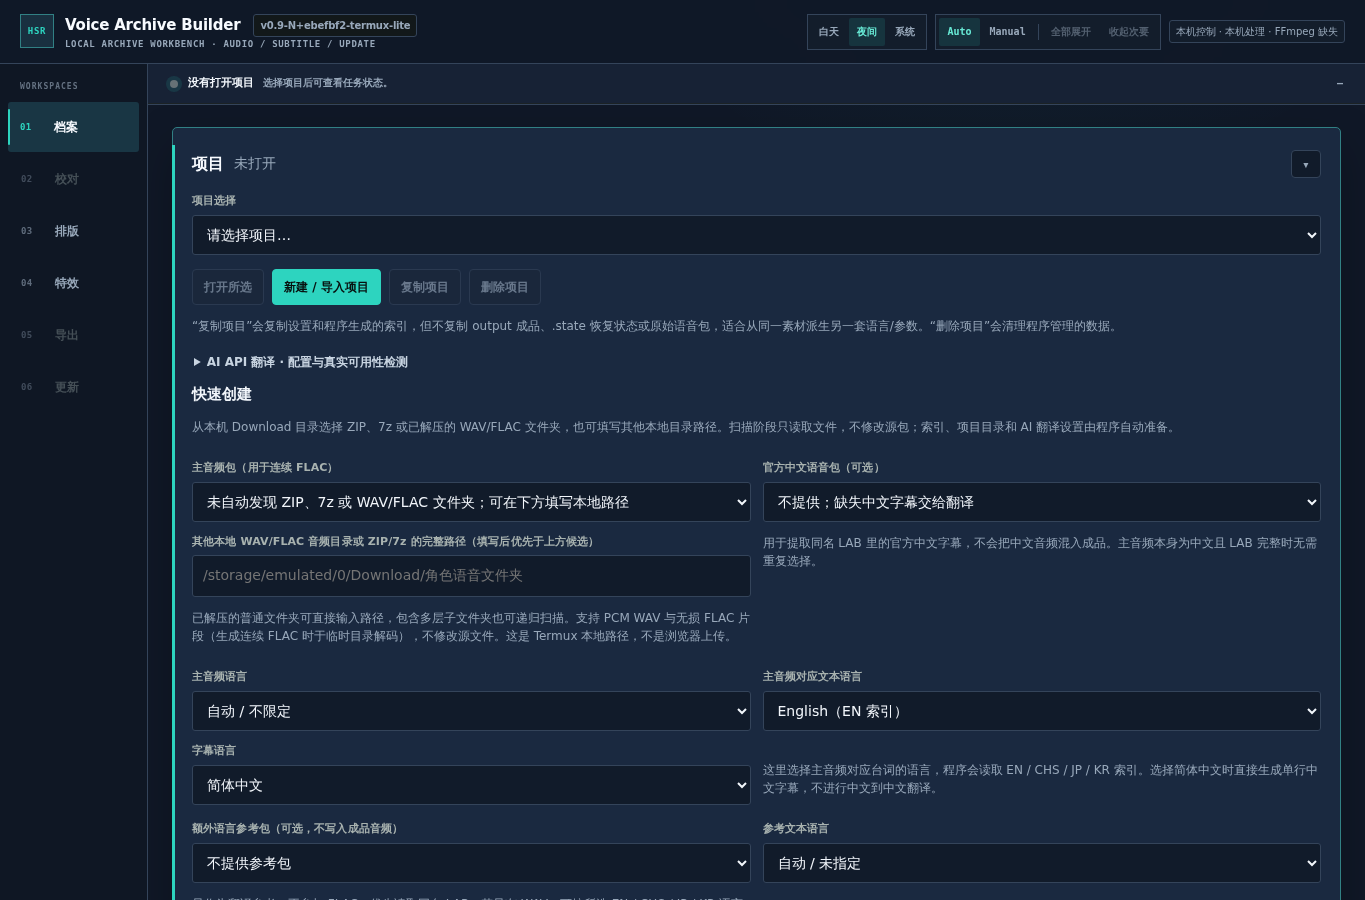 HSR
Voice Archive Builder
v0.9-N+ebefbf2-termux-lite
LOCAL ARCHIVE WORKBENCH · AUDIO / SUBTITLE / UPDATE
白天 夜间 系统
Auto Manual 全部展开 收起次要
本机控制 · 本机处理 · FFmpeg 缺失
WORKSPACES
01 档案
02 校对
03 排版
04 特效
05 导出
06 更新
没有打开项目 选择项目后可查看任务状态。
−
项目 未打开
▾
项目选择
请选择项目…
打开所选 新建 / 导入项目 复制项目 删除项目
“复制项目”会复制设置和程序生成的索引，但不复制 output 成品、.state 恢复状态或原始语音包，适合从同一素材派生另一套语言/参数。“删除项目”会清理程序管理的数据。
AI API 翻译 · 配置与真实可用性检测
快速创建
从本机 Download 目录选择 ZIP、7z 或已解压的 WAV/FLAC 文件夹，也可填写其他本地目录路径。扫描阶段只读取文件，不修改源包；索引、项目目录和 AI 翻译设置由程序自动准备。
主音频包（用于连续 FLAC）
未自动发现 ZIP、7z 或 WAV/FLAC 文件夹；可在下方填写本地路径
官方中文语音包（可选）
不提供；缺失中文字幕交给翻译
其他本地 WAV/FLAC 音频目录或 ZIP/7z 的完整路径（填写后优先于上方候选）
/storage/emulated/0/Download/角色语音文件夹
用于提取同名 LAB 里的官方中文字幕，不会把中文音频混入成品。主音频本身为中文且 LAB 完整时无需
重复选择。
已解压的普通文件夹可直接输入路径，包含多层子文件夹也可递归扫描。支持 PCM WAV 与无损 FLAC 片
段（生成连续 FLAC 时于临时目录解码），不修改源文件。这是 Termux 本地路径，不是浏览器上传。
主音频语言
自动 / 不限定
主音频对应文本语言
English（EN 索引）
字幕语言
简体中文
这里选择主音频对应台词的语言，程序会读取 EN / CHS / JP / KR 索引。选择简体中文时直接生成单行中
文字幕，不进行中文到中文翻译。
额外语言参考包（可选，不写入成品音频）
不提供参考包
参考文本语言
自动 / 未指定